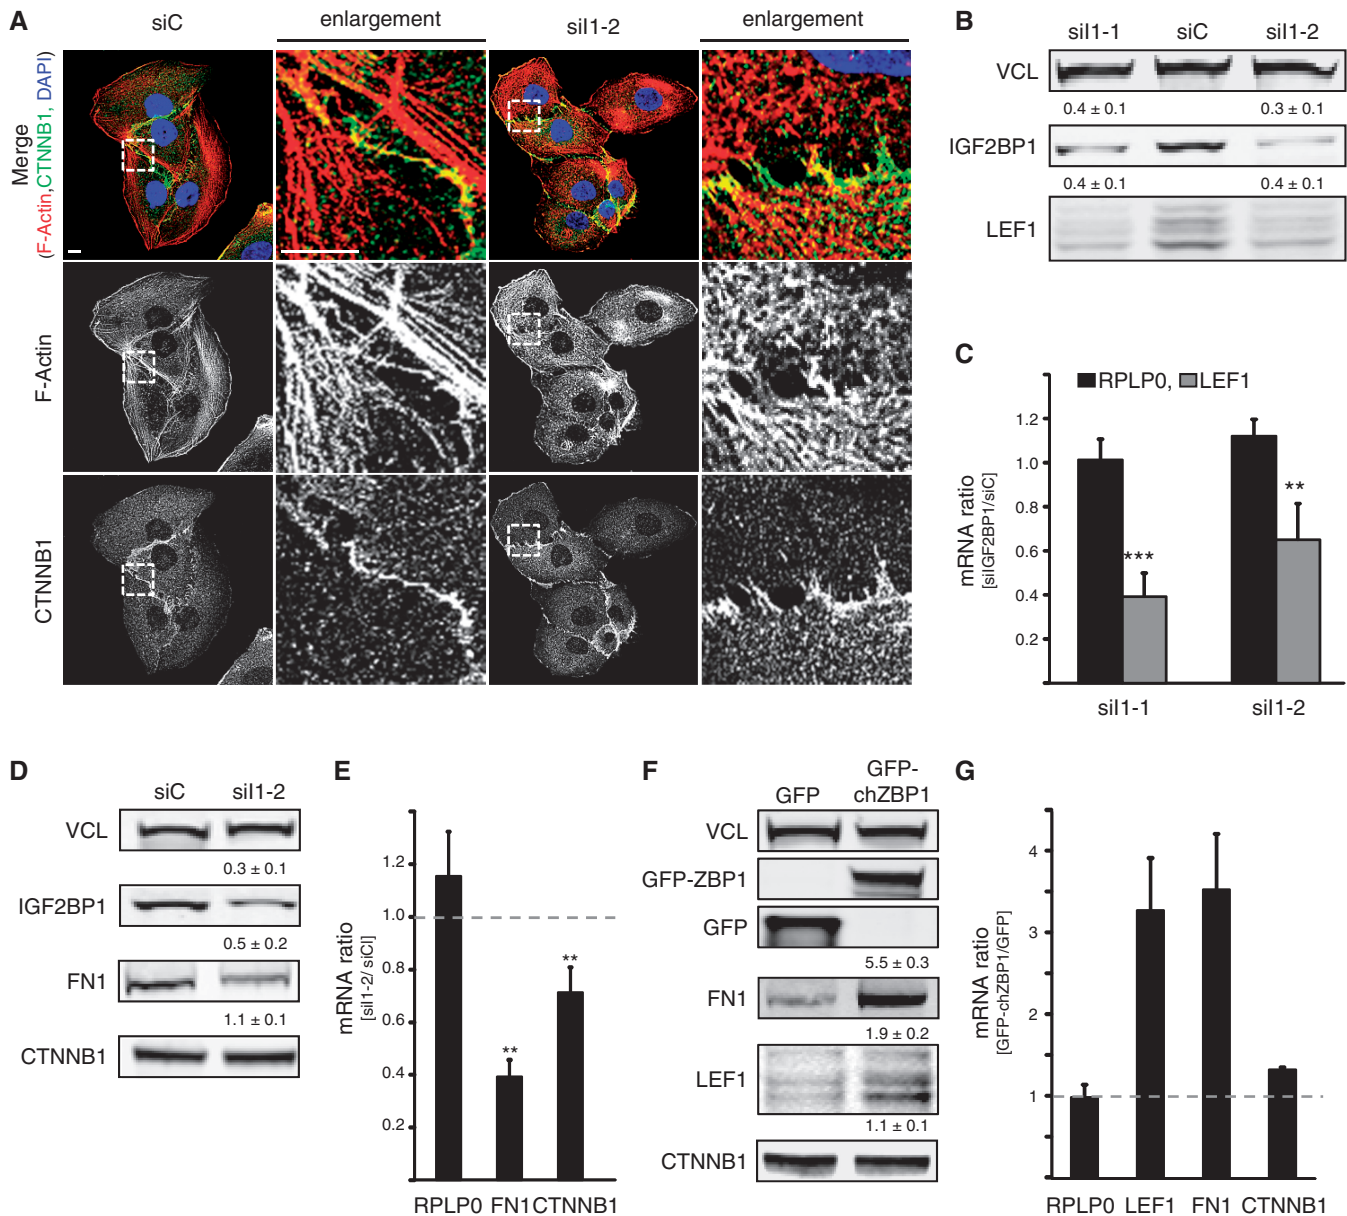 A
siC
enlargement
siI1-2
enlargement
Merge
(F-Actin,CTNNB1, DAPI)
F-Actin
CTNNB1
B
siI1-1
siC
siI1-2
VCL
0.4 ± 0.1
0.3 ± 0.1
IGF2BP1
0.4 ± 0.1
0.4 ± 0.1
LEF1
C
RPLP0, LEF1
mRNA ratio
[siIGF2BP1/siC]
1.2
1.0
0.8
0.6
0.4
0.2
***
**
siI1-1
siI1-2
D
siC
siI1-2
VCL
0.3 ± 0.1
IGF2BP1
0.5 ± 0.2
FN1
1.1 ± 0.1
CTNNB1
E
mRNA ratio
[siI1-2/ siCI]
1.2
1.0
0.8
0.6
0.4
0.2
**
**
RPLP0 FN1 CTNNB1
F
GFP
GFP-
chZBP1
VCL
GFP-ZBP1
GFP
5.5 ± 0.3
FN1
1.9 ± 0.2
LEF1
1.1 ± 0.1
CTNNB1
G
mRNA ratio
[GFP-chZBP1/GFP]
4
3
2
1
RPLP0 LEF1 FN1 CTNNB1